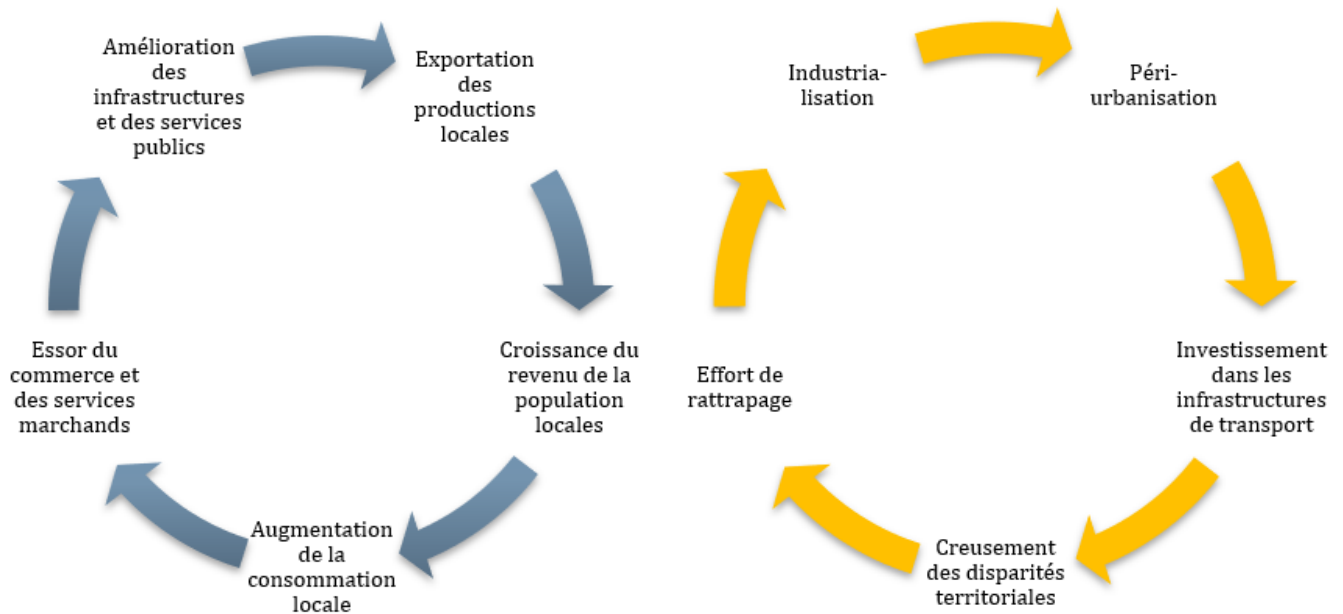 Amélioration
des
infrastructures
et des services
publics
Exportation
des
productions
locales
Croissance du
revenu de la
population
locales
Augmentation
de la
consommation
locale
Essor du
commerce et
des services
marchands
Industria-
lisation
Péri-
urbanisation
Investissement
dans les
infrastructures
de transport
Creusement
des disparités
territoriales
Effort de
rattrapage